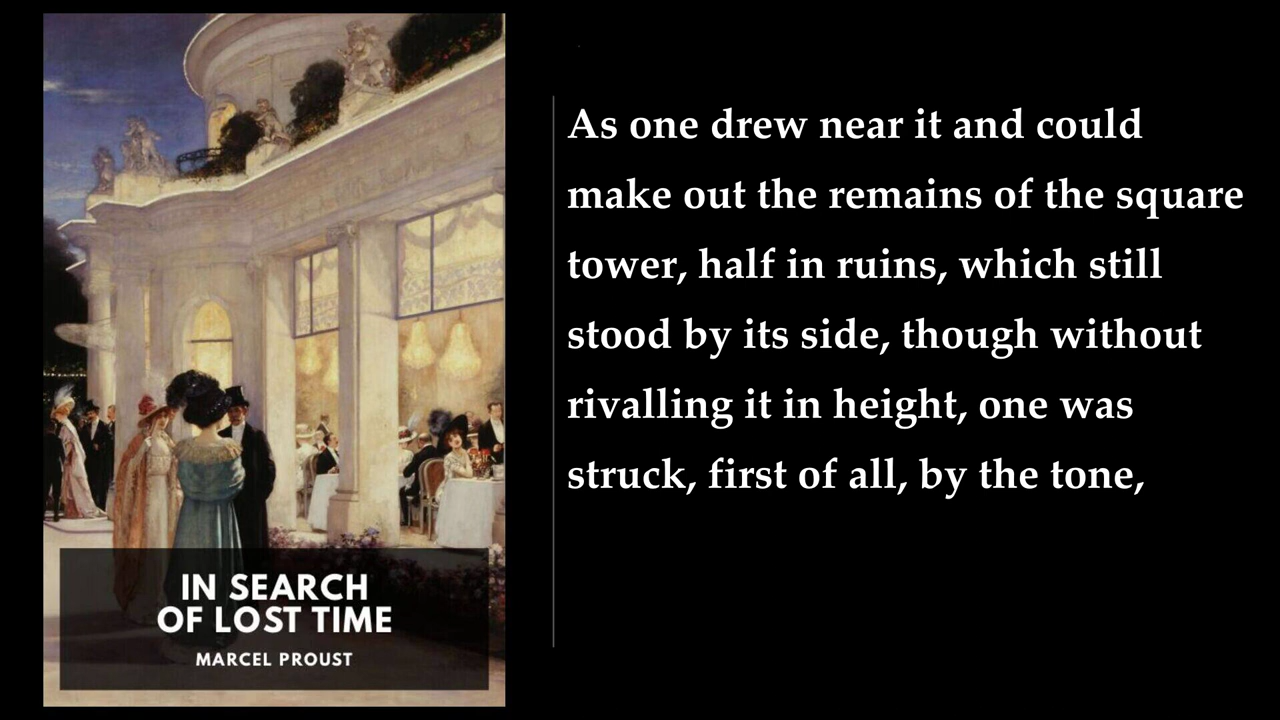 As one drew near it and could
make out the remains of the square
tower, half in ruins, which still
stood by its side, though without
rivalling it in height, one was
struck, first of all, by the tone,
IN SEARCH
OF LOST TIME
MARCEL PROUST